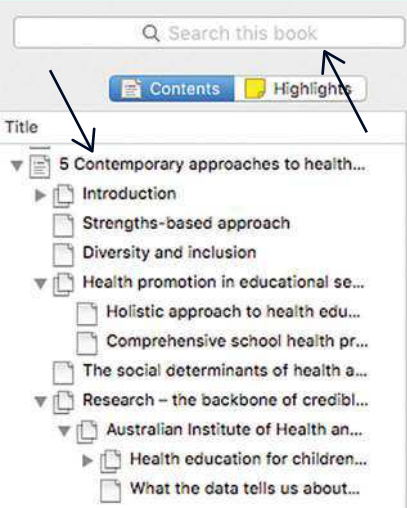 Search this book
Contents Highlights
Title
5 Contemporary approaches to health...
Introduction
Strengths-based approach
Diversity and inclusion
Health promotion in educational se...
Holistic approach to health edu...
Comprehensive school health pr...
The social determinants of health a...
Research – the backbone of credibl...
Australian Institute of Health an...
Health education for children...
What the data tells us about...